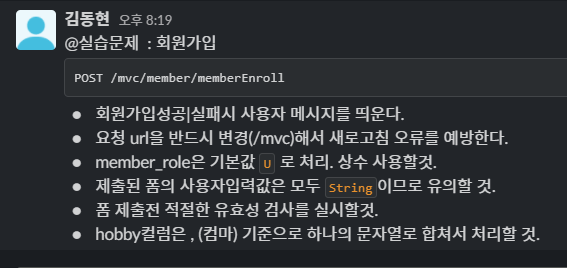 김동현 오후 8:19
@실습문제 : 회원가입
POST /mvc/member/memberEnroll
• 회원가입성공|실패시 사용자 메시지를 띄운다.
• 요청 url을 반드시 변경(/mvc)해서 새로고침 오류를 예방한다.
• member_role은 기본값 U 로 처리. 상수 사용할것.
• 제출된 폼의 사용자입력값은 모두 String이므로 유의할 것.
• 폼 제출전 적절한 유효성 검사를 실시할것.
• hobby컬럼은 , (컴마) 기준으로 하나의 문자열로 합쳐서 처리할 것.